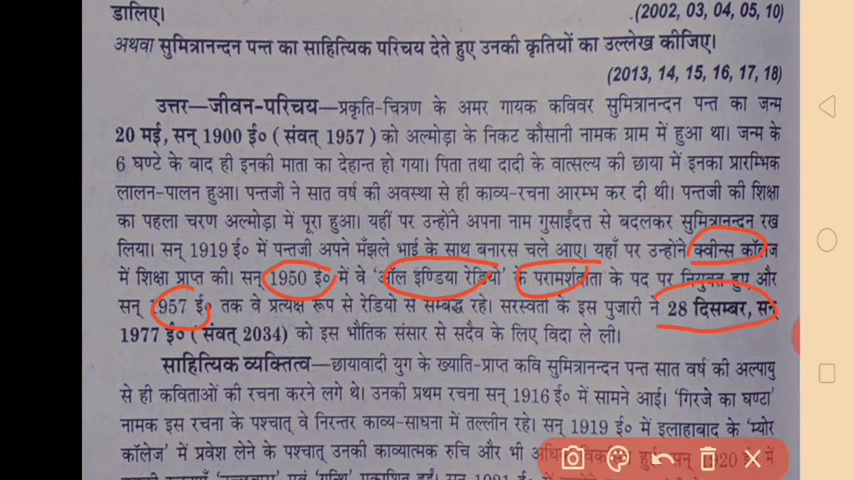 डालिए।
(2002, 03, 04, 05, 10)
अथवा सुमित्रानन्दन पन्त का साहित्यिक परिचय देते हुए उनकी कृतियों का उल्लेख कीजिए।
(2013, 14, 15, 16, 17, 18)
उत्तर—जीवन-परिचय—प्रकृति-चित्रण के अमर गायक कविवर सुमित्रानन्दन पन्त का जन्म
20 मई, सन् 1900 ई० (संवत् 1957) को अल्मोड़ा के निकट कौसानी नामक ग्राम में हुआ था। जन्म के
6 घण्टे के बाद ही इनकी माता का देहान्त हो गया। पिता तथा दादी के वात्सल्य की छाया में इनका प्रारम्भिक
लालन-पालन हुआ। पन्तजी ने सात वर्ष की अवस्था से ही काव्य-रचना आरम्भ कर दी थी। पन्तजी की शिक्षा
का पहला चरण अल्मोड़ा में पूरा हुआ। यहीं पर उन्होंने अपना नाम गुसाईंदत्त से बदलकर सुमित्रानन्दन रख
लिया। सन् 1919 ई० में पन्तजी अपने मँझले भाई के साथ बनारस चले आए। यहाँ पर उन्होंने क्वीन्स कॉलेज
में शिक्षा प्राप्त की। सन् 1950 ई० में वे 'ऑल इण्डिया रेडियो' के परामर्शदाता के पद पर नियुक्त हुए और
सन् 1957 ई० तक वे प्रत्यक्ष रूप से रेडियो से सम्बद्ध रहे। सरस्वती के इस पुजारी ने 28 दिसम्बर, सन्
1977 ई० (संवत् 2034) को इस भौतिक संसार से सदैव के लिए विदा ले ली।
साहित्यिक व्यक्तित्व—छायावादी युग के ख्याति-प्राप्त कवि सुमित्रानन्दन पन्त सात वर्ष की अल्पायु
से ही कविताओं की रचना करने लगे थे। उनकी प्रथम रचना सन् 1916 ई० में सामने आई। 'गिरजे का घण्टा'
नामक इस रचना के पश्चात् वे निरन्तर काव्य-साधना में तल्लीन रहे। सन् 1919 ई० में इलाहाबाद के 'म्योर
कॉलेज' में प्रवेश लेने के पश्चात् उनकी काव्यात्मक रुचि और भी सन् 1920 ई० में